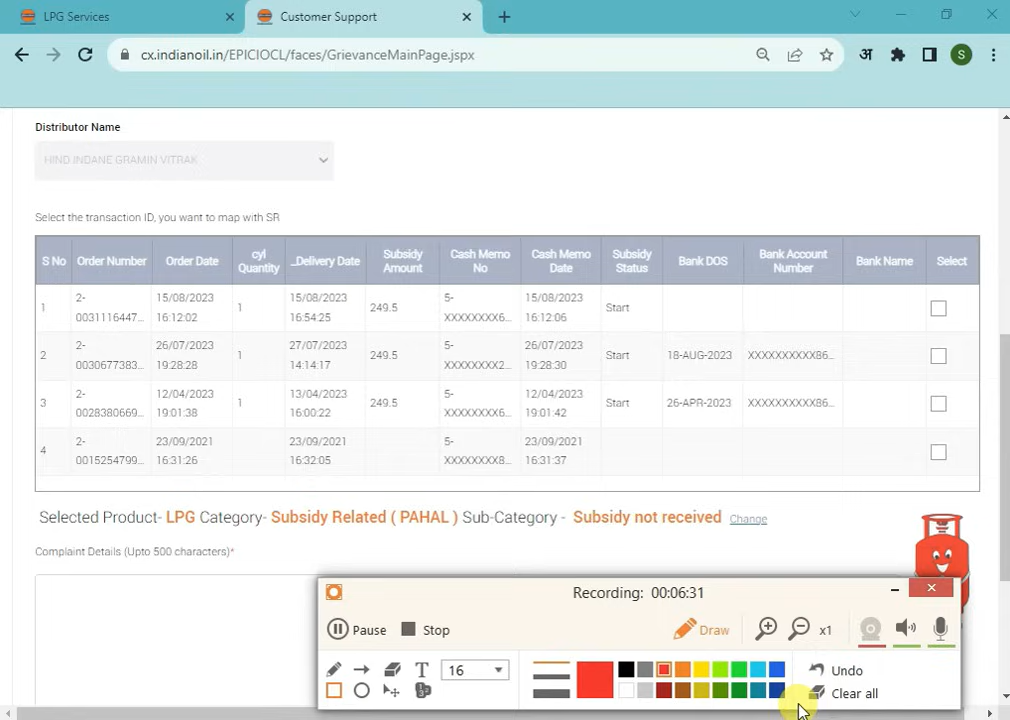 LPG Services
Customer Support
cx.indianoil.in/EPICIOCL/faces/GrievanceMainPage.jspx
अ
S
Distributor Name
HIND INDANE GRAMIN VITRAK
Select the transaction ID, you want to map with SR
S No Order Number Order Date cyl Quantity _Delivery Date Subsidy Amount Cash Memo No Cash Memo Date Subsidy Status Bank DOS Bank Account Number Bank Name Select
1 2-0031116447... 15/08/2023 16:12:02 1 15/08/2023 16:54:25 249.5 5-XXXXXXXX6... 15/08/2023 16:12:06 Start
2 2-0030677383... 26/07/2023 19:28:28 1 27/07/2023 14:14:17 249.5 5-XXXXXXXX2... 26/07/2023 19:28:30 Start 18-AUG-2023 XXXXXXXXXX86...
3 2-0028380669... 12/04/2023 19:01:38 1 13/04/2023 16:00:22 249.5 5-XXXXXXXX6... 12/04/2023 19:01:42 Start 26-APR-2023 XXXXXXXXXX86...
4 2-0015254799... 23/09/2021 16:31:26 23/09/2021 16:32:05 5-XXXXXXXX8... 23/09/2021 16:31:37
Selected Product- LPG Category- Subsidy Related ( PAHAL ) Sub-Category - Subsidy not received Change
Complaint Details (Upto 500 characters)*
Recording: 00:06:31
Pause Stop Draw x1
T 16 Undo
Clear all